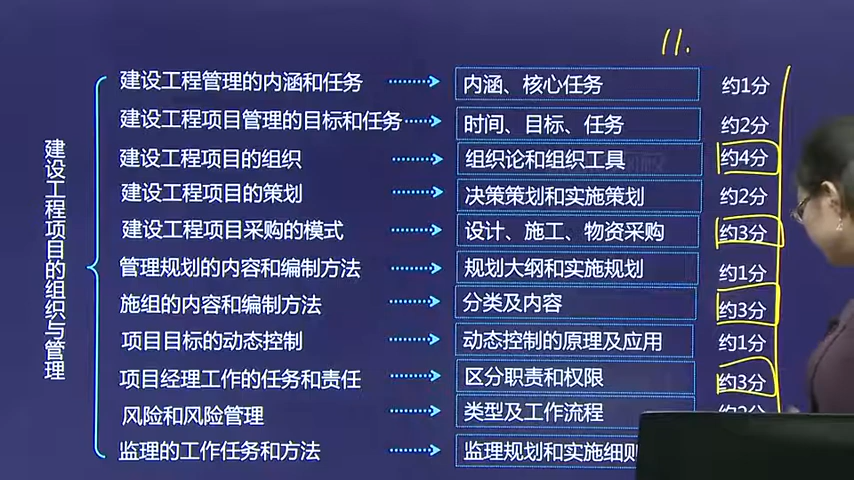 11.
建设工程项目的组织与管理
建设工程管理的内涵和任务 内涵、核心任务 约1分
建设工程项目管理的目标和任务 时间、目标、任务 约2分
建设工程项目的组织 组织论和组织工具 约4分
建设工程项目的策划 决策策划和实施策划 约2分
建设工程项目采购的模式 设计、施工、物资采购 约3分
管理规划的内容和编制方法 规划大纲和实施规划 约1分
施组的内容和编制方法 分类及内容 约3分
项目目标的动态控制 动态控制的原理及应用 约1分
项目经理工作的任务和责任 区分职责和权限 约3分
风险和风险管理 类型及工作流程 约2分
监理的工作任务和方法 监理规划和实施细则